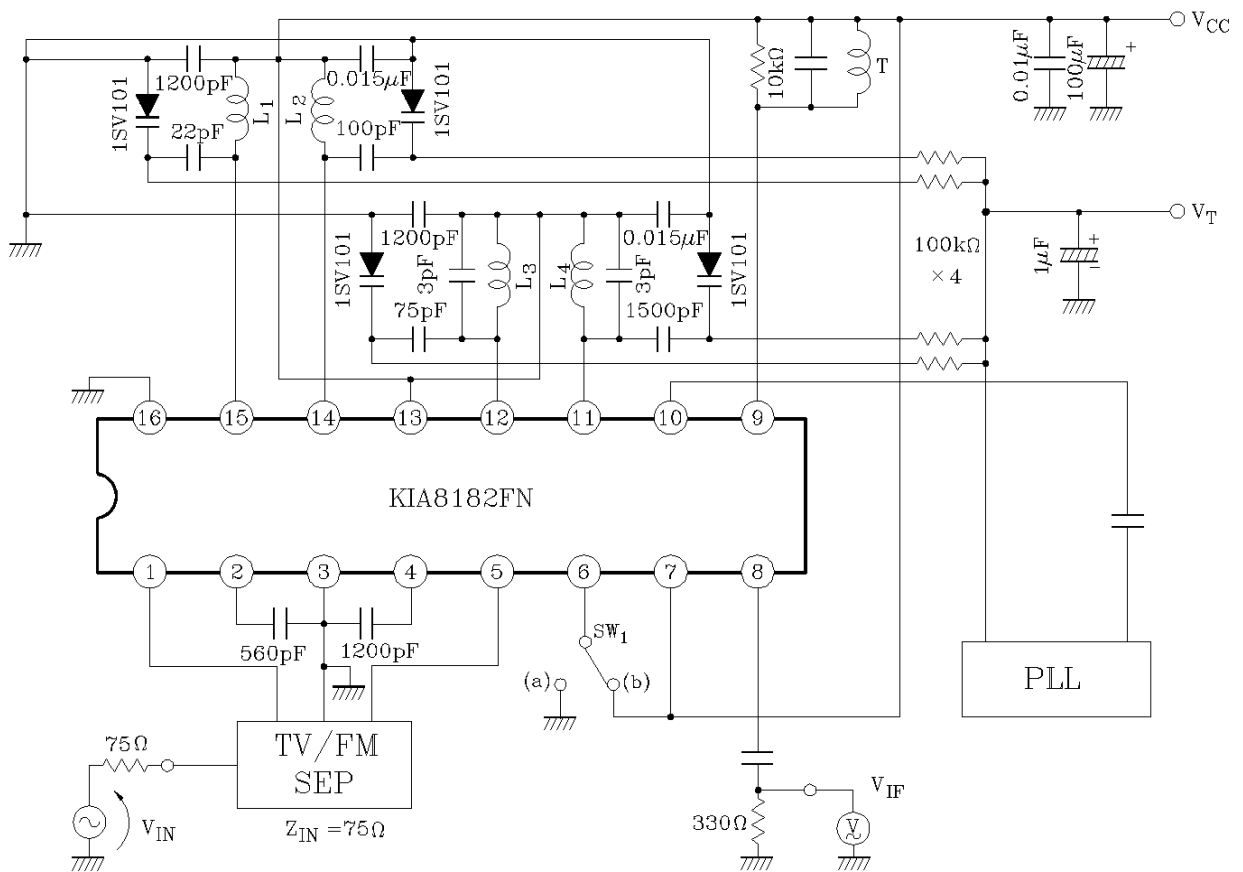 VCC
1200pF
0.015μF
1SV101
22pF
L1
L2
100pF
1SV101
10kΩ
T
0.01μF
100μF
+
VT
1200pF
0.015μF
1SV101
3pF
L3
L4
3pF
1SV101
75pF
1500pF
100kΩ
×4
1μF
+
−
16
15
14
13
12
11
10
9
KIA8182FN
1
2
3
4
5
6
7
8
560pF
1200pF
SW1
(a)
(b)
PLL
TV/FM
SEP
75Ω
VIN
ZIN =75Ω
330Ω
VIF
V